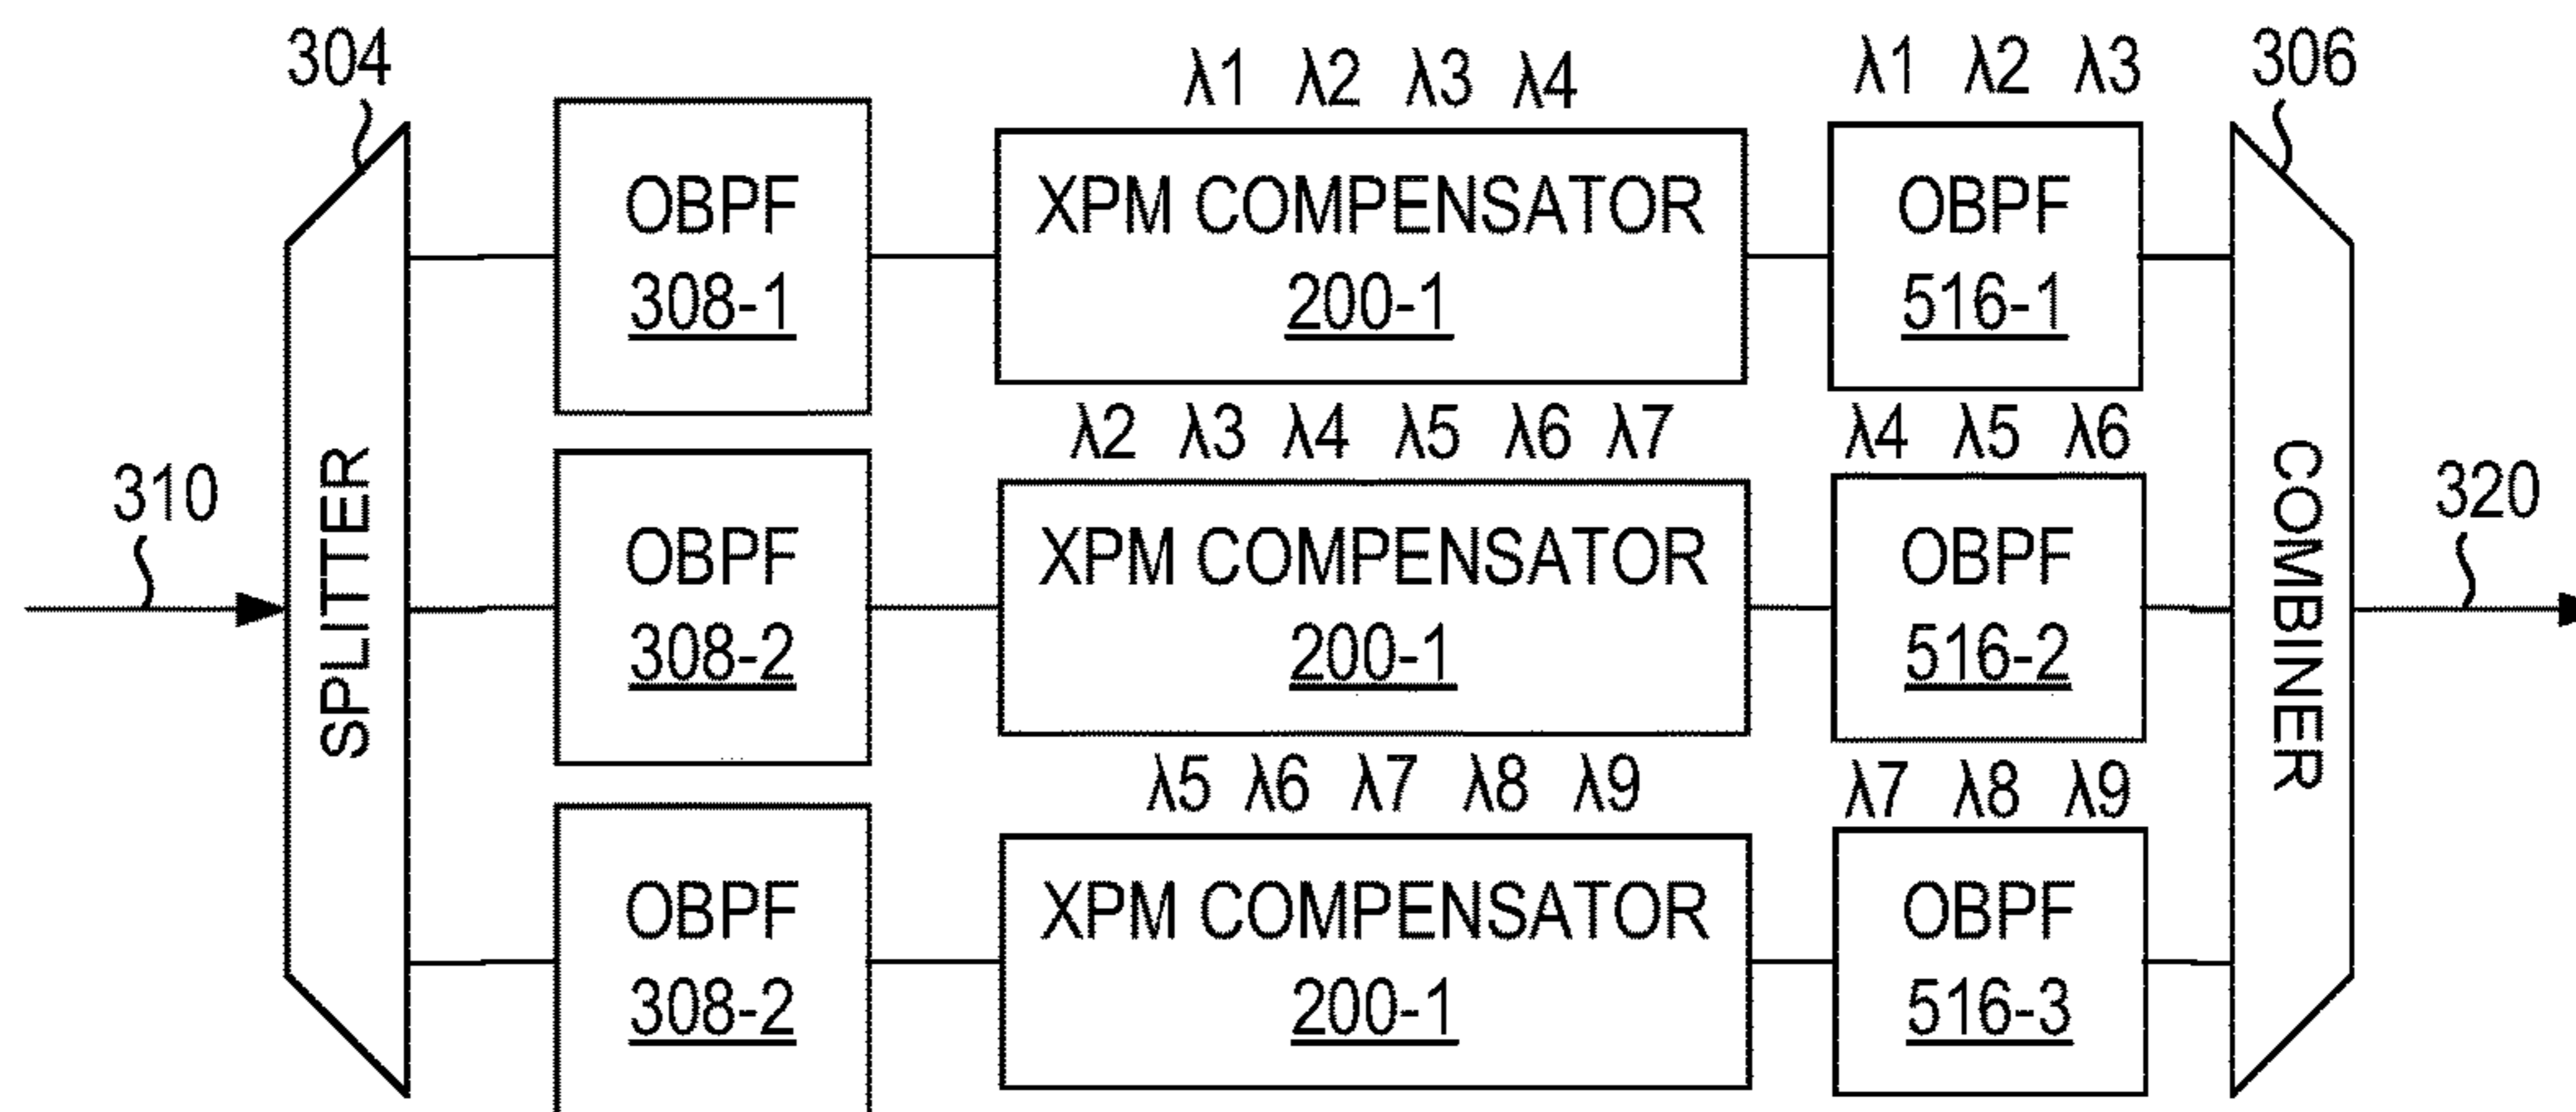 304
λ1 λ2 λ3 λ4
λ1 λ2 λ3
306
OBPF
308-1
XPM COMPENSATOR
200-1
OBPF
516-1
310
SPLITTER
λ2 λ3 λ4 λ5 λ6 λ7
λ4 λ5 λ6
OBPF
308-2
XPM COMPENSATOR
200-1
OBPF
516-2
COMBINER
320
λ5 λ6 λ7 λ8 λ9
λ7 λ8 λ9
OBPF
308-2
XPM COMPENSATOR
200-1
OBPF
516-3